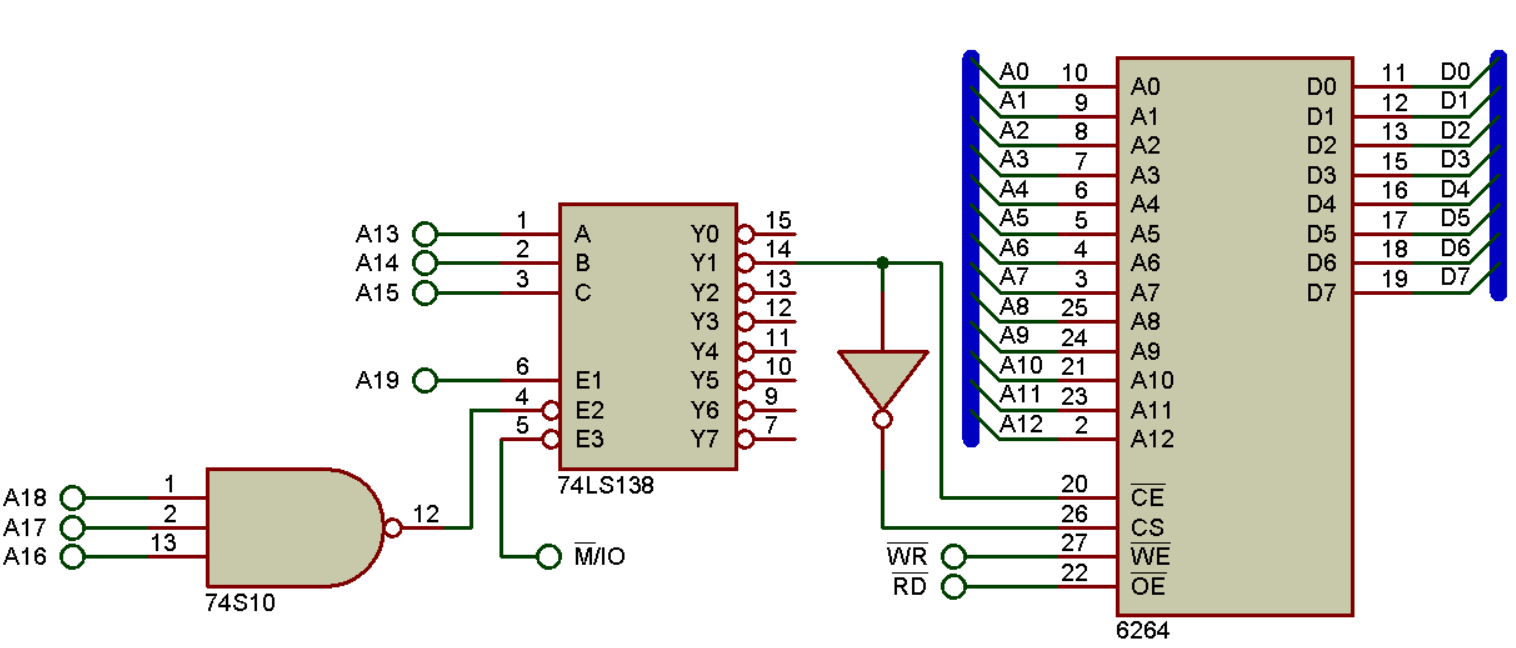 A18
A17
A16
1
2
13
12
74S10
A13
A14
A15
A19
1
2
3
6
4
5
A
B
C
E1
E2
E3
Y0
Y1
Y2
Y3
Y4
Y5
Y6
Y7
15
14
13
12
11
10
9
7
74LS138
M̅/IO
A0 10 A0
A1 9 A1
A2 8 A2
A3 7 A3
A4 6 A4
A5 5 A5
A6 4 A6
A7 3 A7
A8 25 A8
A9 24 A9
A10 21 A10
A11 23 A11
A12 2 A12
20 C̅E̅
26 CS
W̅R̅ 27 W̅E̅
R̅D̅ 22 O̅E̅
D0 11 D0
D1 12 D1
D2 13 D2
D3 15 D3
D4 16 D4
D5 17 D5
D6 18 D6
D7 19 D7
6264